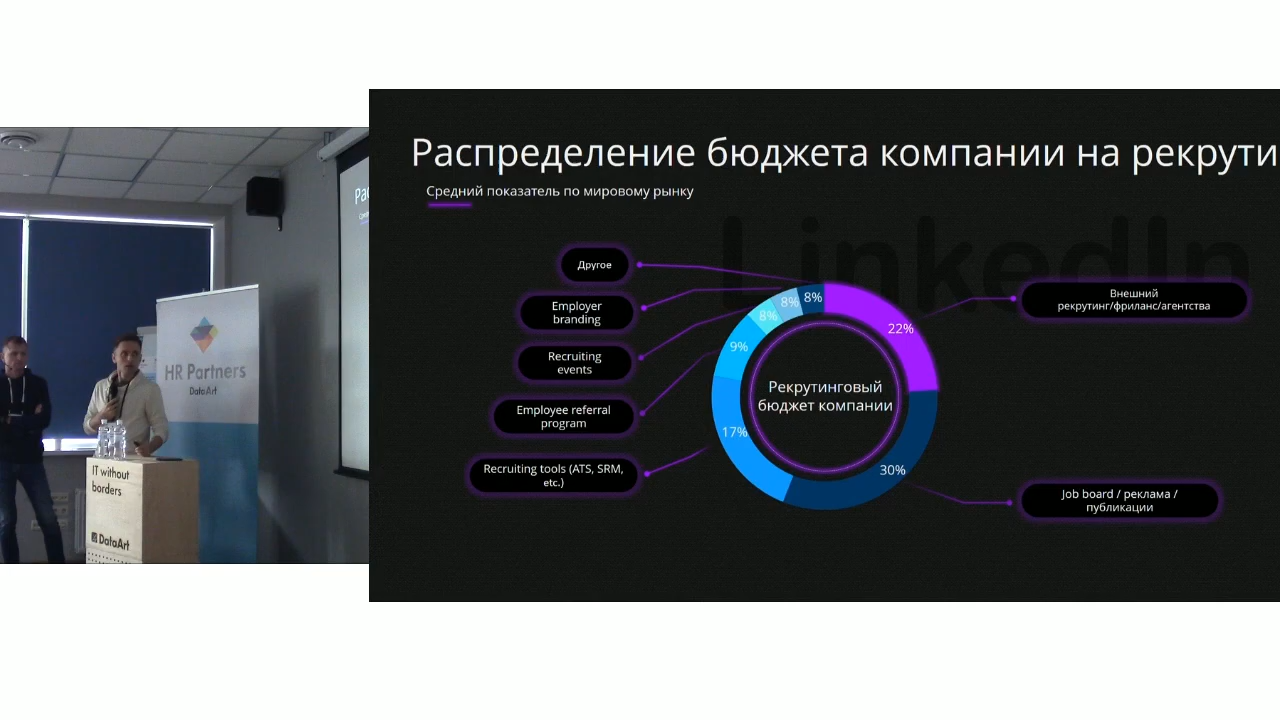 Распределение бюджета компании на рекрути
Средний показатель по мировому рынку
LinkedIn
Другое
Employer
branding
Recruiting
events
Employee referral
program
Recruiting tools (ATS, SRM,
etc.)
8%
8%
8%
9%
17%
22%
30%
Рекрутинговый
бюджет компании
Внешний
рекрутинг/фриланс/агентства
Job board / реклама /
публикации
HR Partners
DataArt
IT without
borders
DataArt